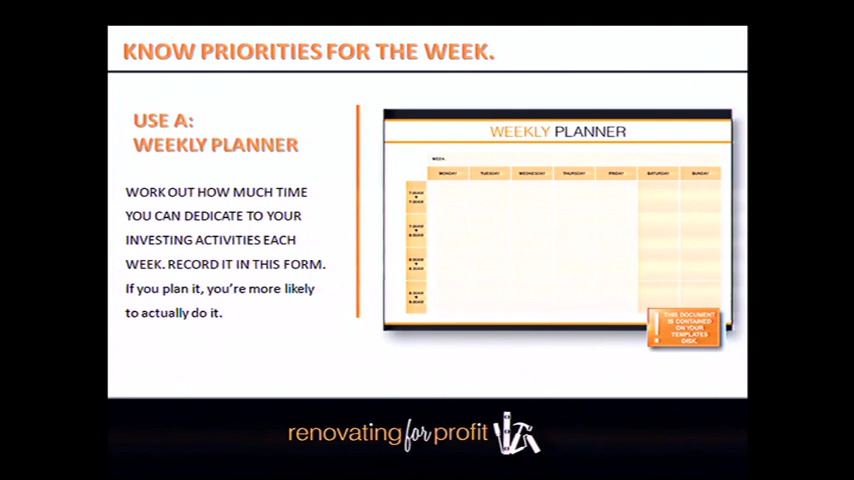 KNOW PRIORITIES FOR THE WEEK.
USE A:
WEEKLY PLANNER
WORK OUT HOW MUCH TIME
YOU CAN DEDICATE TO YOUR
INVESTING ACTIVITIES EACH
WEEK. RECORD IT IN THIS FORM.
If you plan it, you're more likely
to actually do it.
WEEKLY PLANNER
WEEK:
MONDAY TUESDAY WEDNESDAY THURSDAY FRIDAY SATURDAY SUNDAY
THIS DOCUMENT
IS CONTAINED
ON YOUR
TEMPLATES
DISK.
renovating for profit